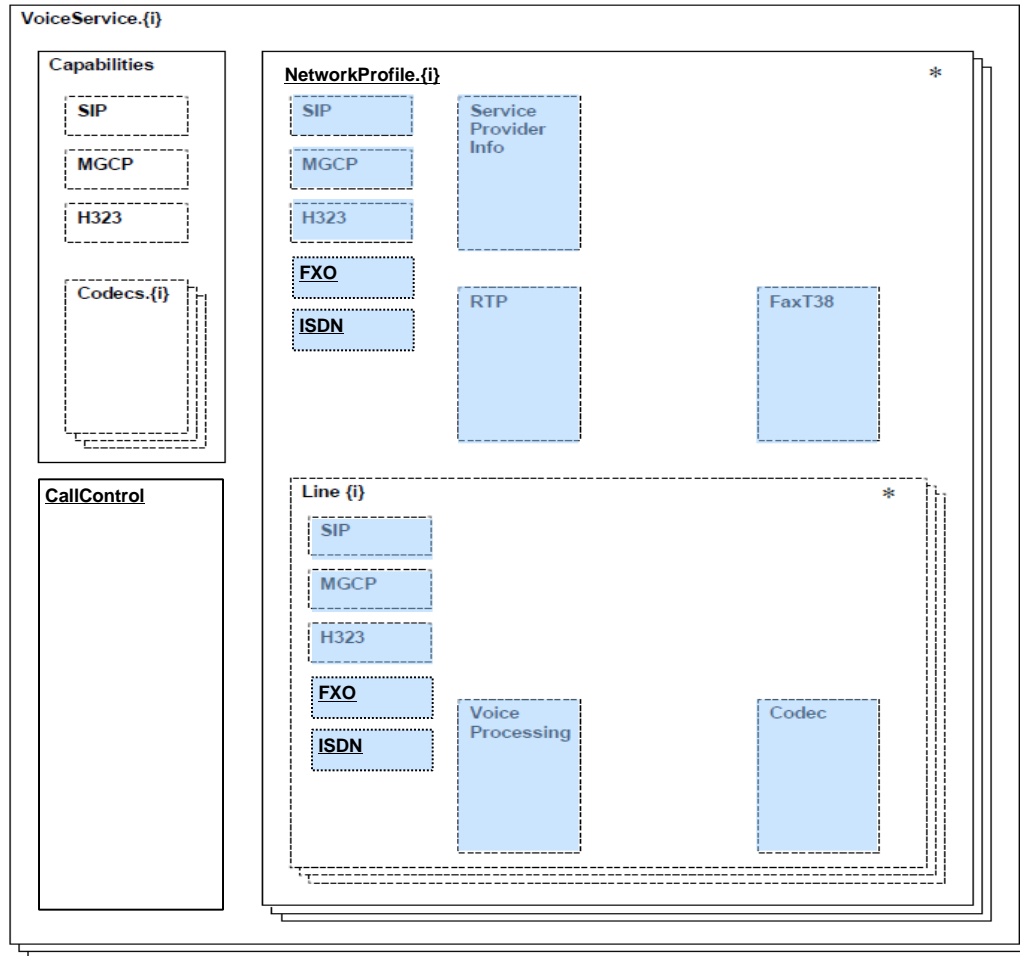 VoiceService.{i}
Capabilities
SIP
MGCP
H323
Codecs.{i}
CallControl
NetworkProfile.{i}
*
SIP
MGCP
H323
FXO
ISDN
Service
Provider
Info
RTP
FaxT38
Line {i}
*
SIP
MGCP
H323
FXO
ISDN
Voice
Processing
Codec